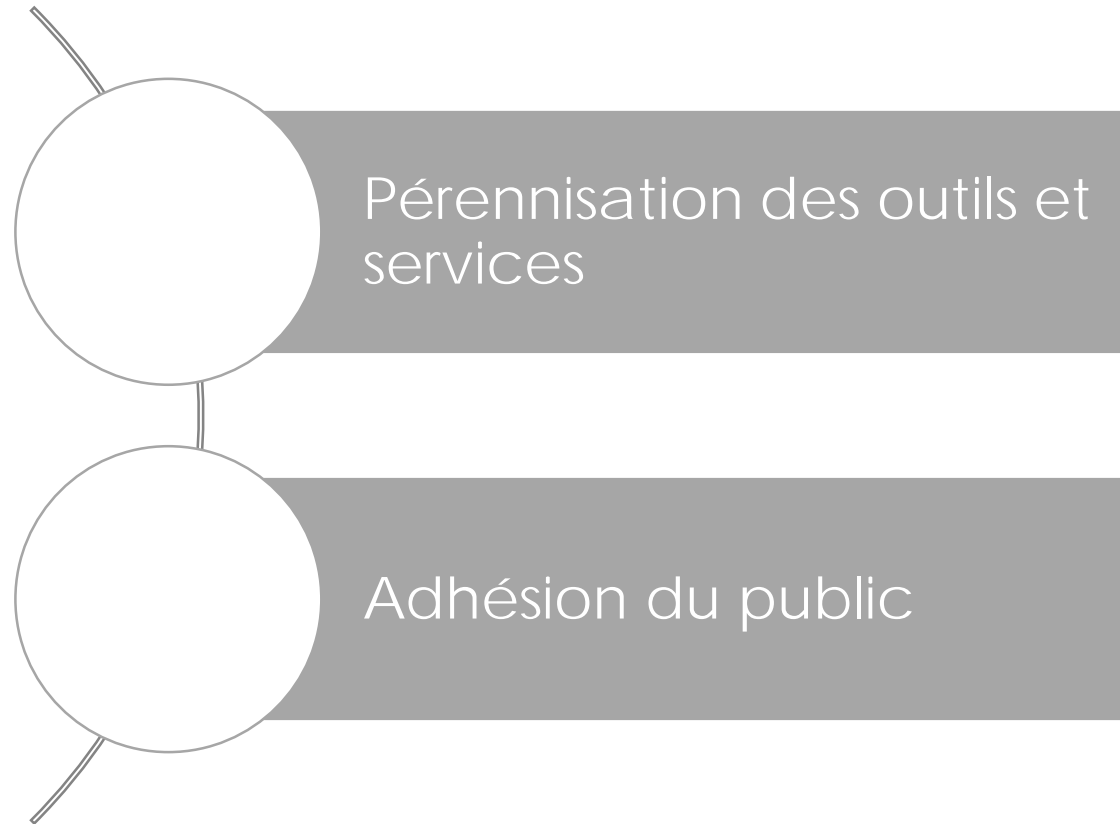 Pérennisation des outils et
services
Adhésion du public